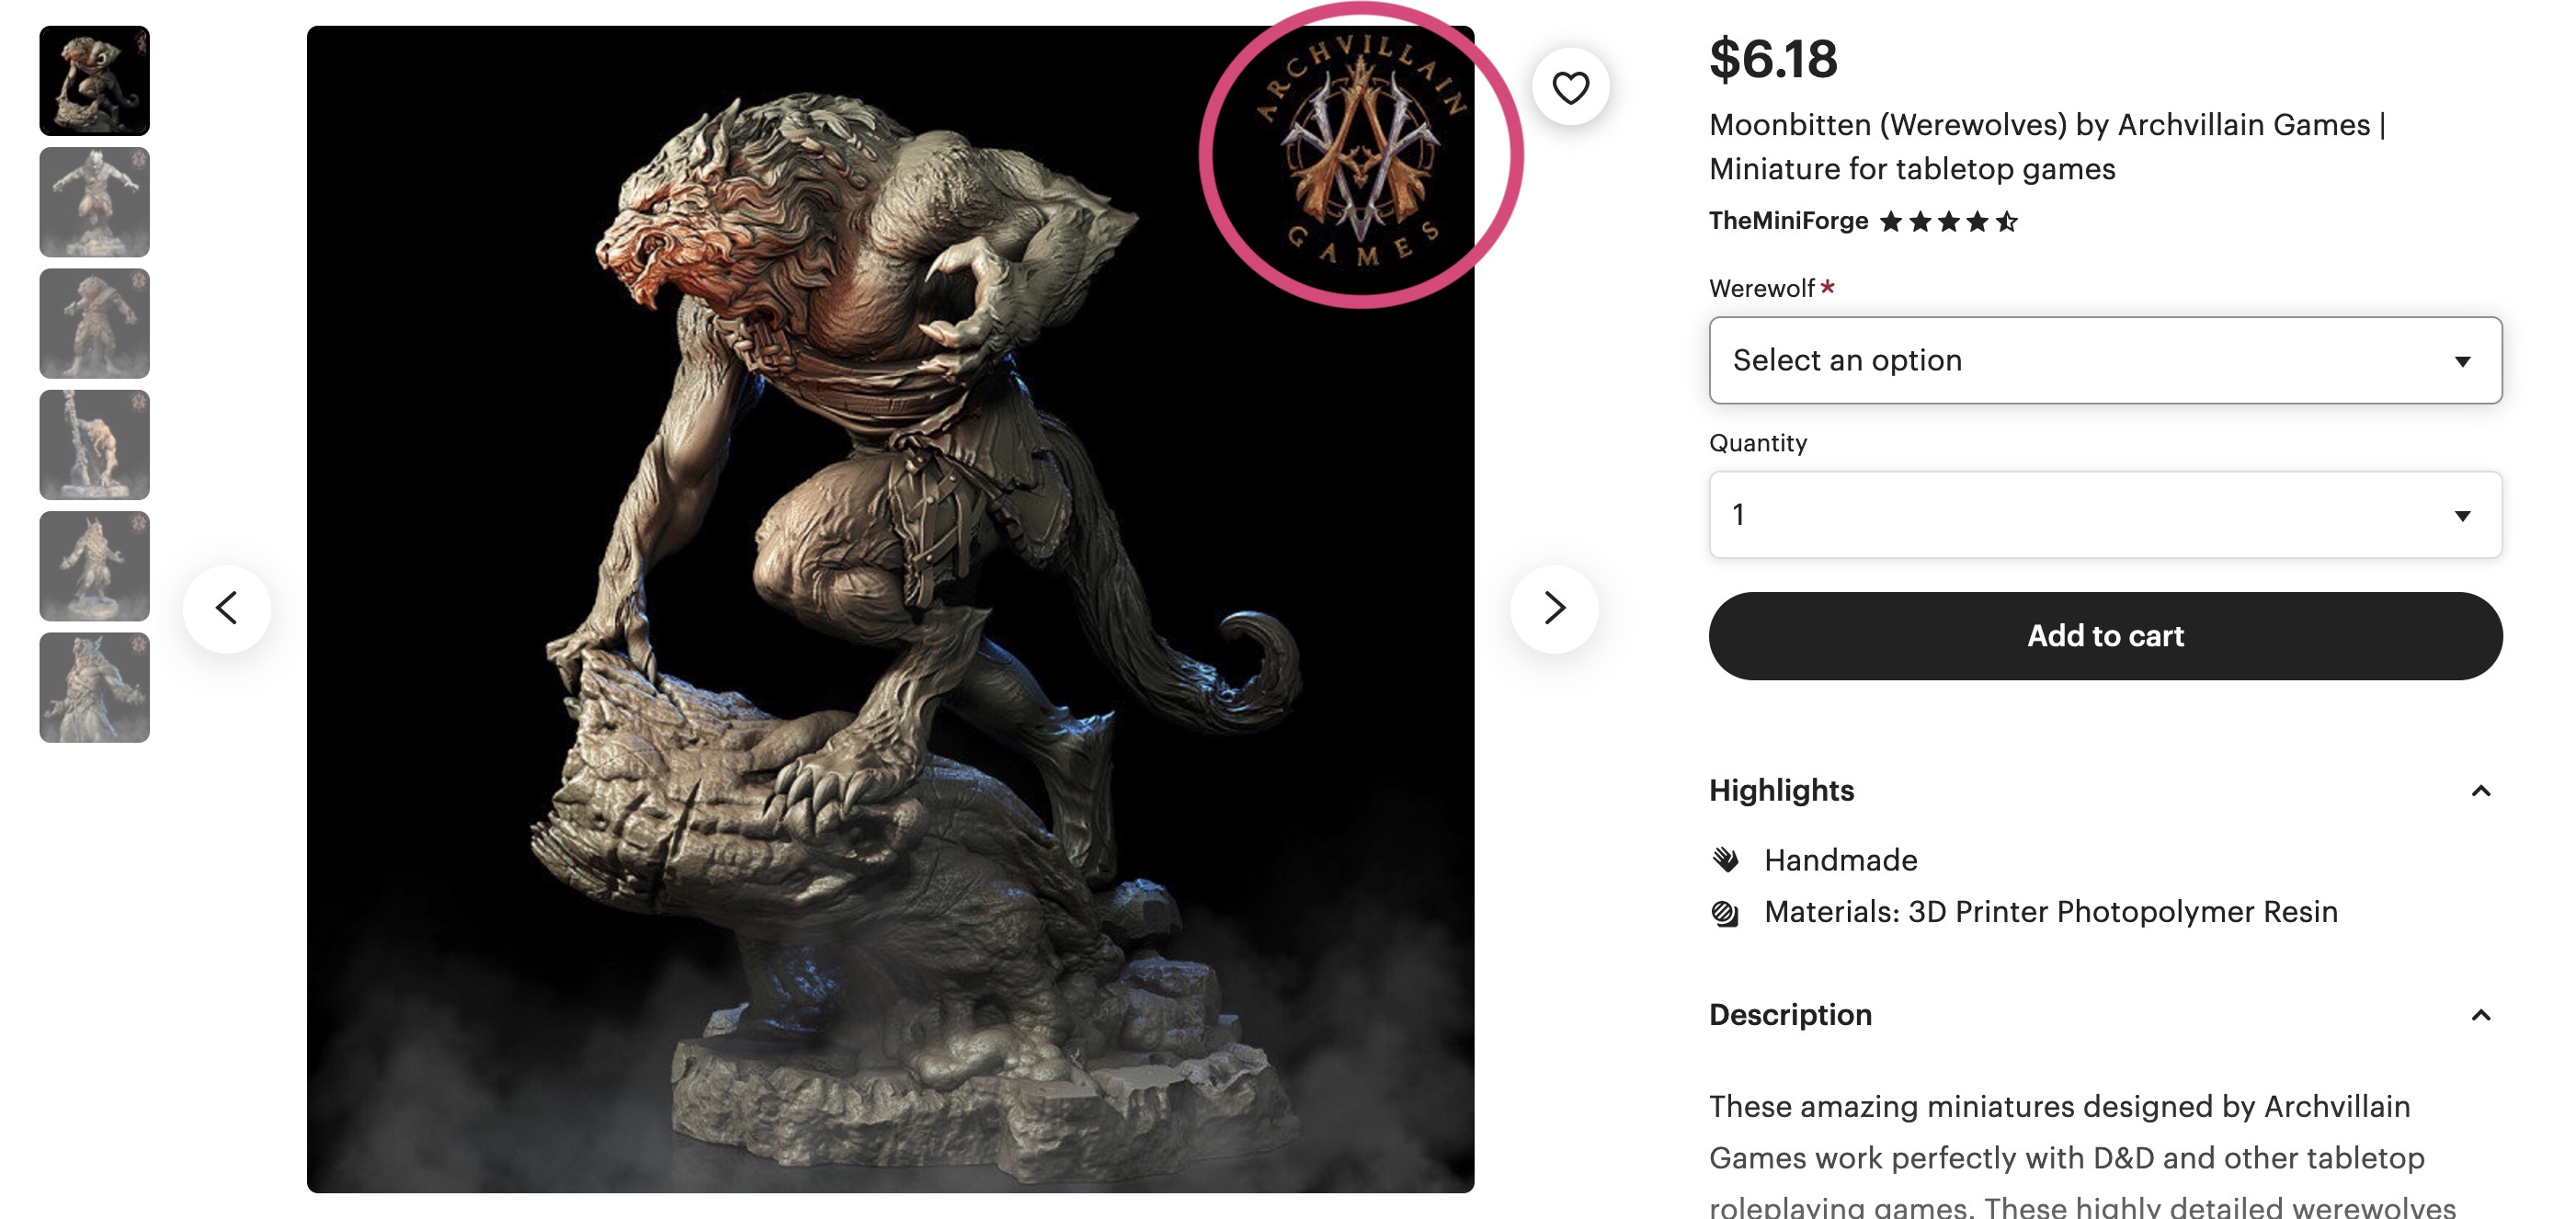 ARCHVILLAIN
GAMES
$6.18
Moonbitten (Werewolves) by Archvillain Games |
Miniature for tabletop games
TheMiniForge
Werewolf *
Select an option
Quantity
1
Add to cart
Highlights
Handmade
Materials: 3D Printer Photopolymer Resin
Description
These amazing miniatures designed by Archvillain
Games work perfectly with D&D and other tabletop
roleplaying games. These highly detailed werewolves